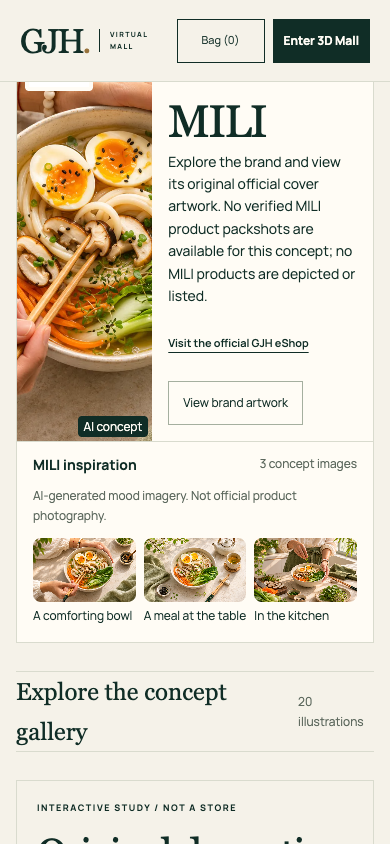 GJH.
VIRTUAL
MALL
Bag (0)
Enter 3D Mall
MILI
Explore the brand and view
its original official cover
artwork. No verified MILI
product packshots are
available for this concept; no
MILI products are depicted or
listed.
Visit the official GJH eShop
View brand artwork
AI concept
MILI inspiration
3 concept images
AI-generated mood imagery. Not official product
photography.
A comforting bowl
A meal at the table
In the kitchen
Explore the concept
gallery
20
illustrations
INTERACTIVE STUDY / NOT A STORE